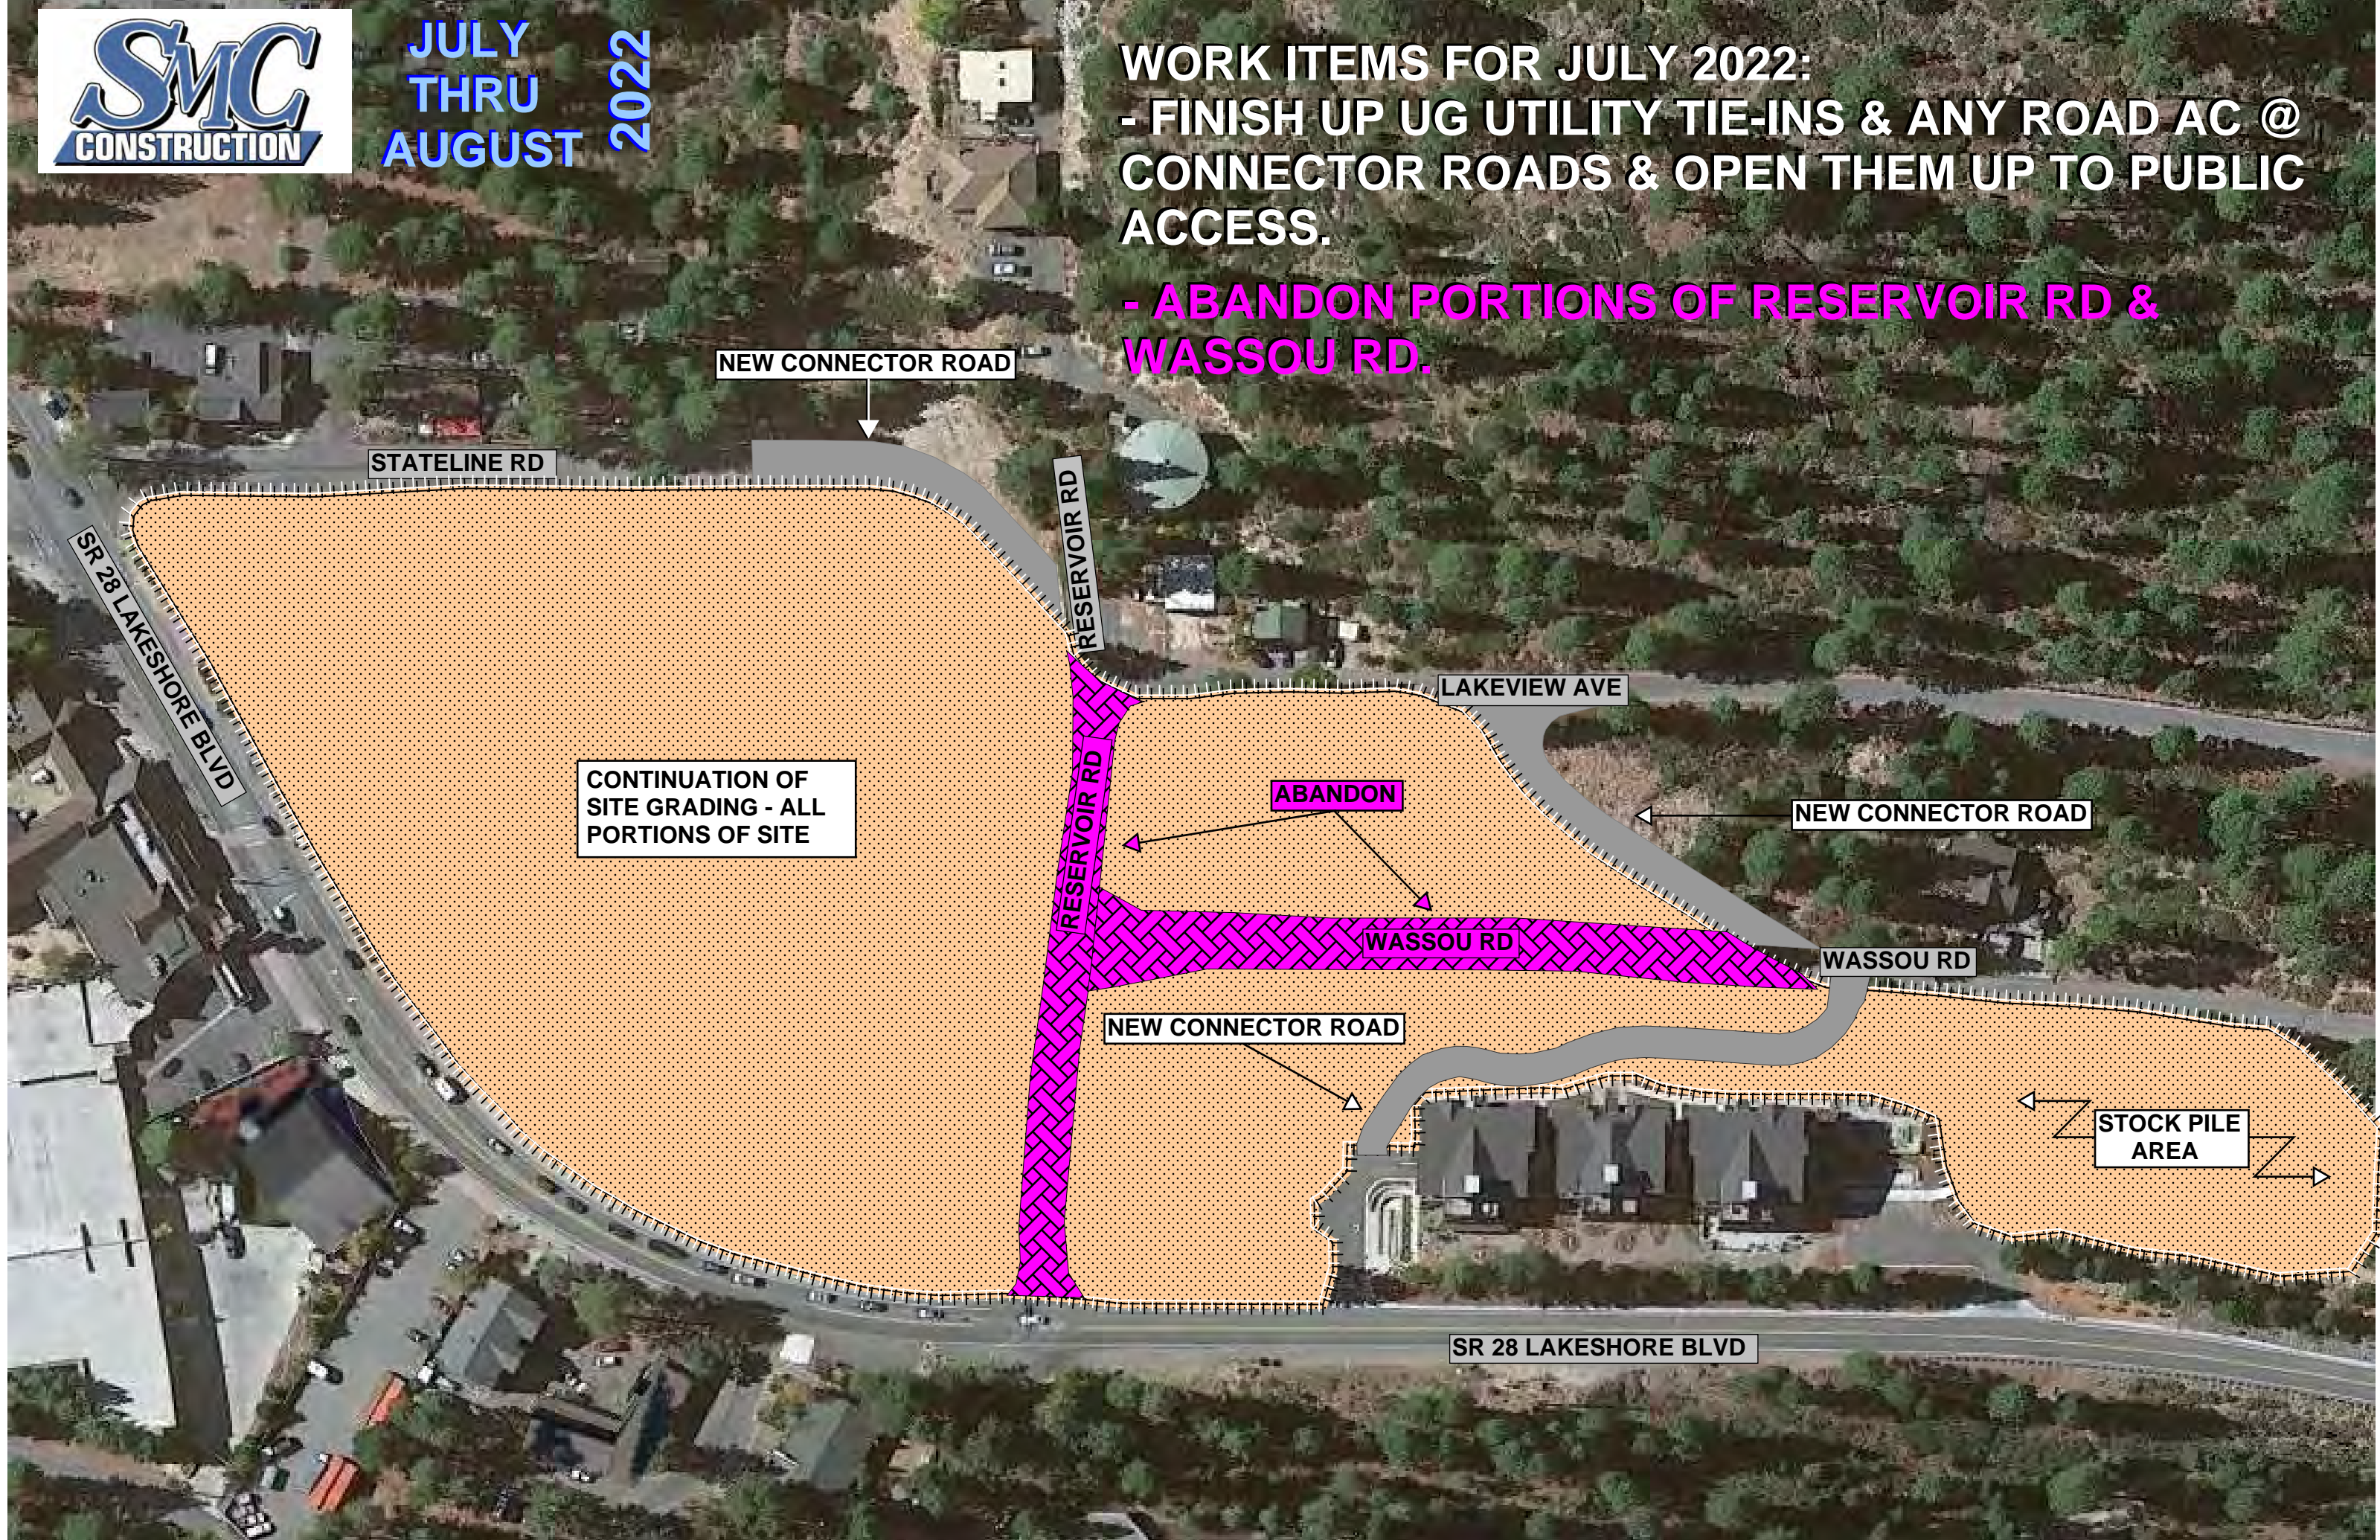 SMC
CONSTRUCTION
JULY
THRU
AUGUST
2022
WORK ITEMS FOR JULY 2022:
- FINISH UP UG UTILITY TIE-INS & ANY ROAD AC @
CONNECTOR ROADS & OPEN THEM UP TO PUBLIC
ACCESS.
- ABANDON PORTIONS OF RESERVOIR RD &
WASSOU RD.
NEW CONNECTOR ROAD
STATELINE RD
RESERVOIR RD
SR 28 LAKESHORE BLVD
LAKEVIEW AVE
CONTINUATION OF
SITE GRADING - ALL
PORTIONS OF SITE
RESERVOIR RD
ABANDON
NEW CONNECTOR ROAD
WASSOU RD
WASSOU RD
NEW CONNECTOR ROAD
STOCK PILE
AREA
SR 28 LAKESHORE BLVD